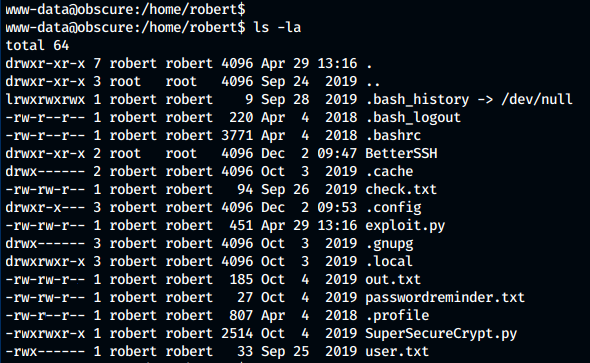 www-data@obscure:/home/robert$
www-data@obscure:/home/robert$ ls -la
total 64
drwxr-xr-x 7 robert robert 4096 Apr 29 13:16 .
drwxr-xr-x 3 root   root   4096 Sep 24  2019 ..
lrwxrwxrwx 1 robert robert    9 Sep 28  2019 .bash_history -> /dev/null
-rw-r--r-- 1 robert robert  220 Apr  4  2018 .bash_logout
-rw-r--r-- 1 robert robert 3771 Apr  4  2018 .bashrc
drwxr-xr-x 2 root   root   4096 Dec  2 09:47 BetterSSH
drwx------ 2 robert robert 4096 Oct  3  2019 .cache
-rw-rw-r-- 1 robert robert   94 Sep 26  2019 check.txt
drwxr-x--- 3 robert robert 4096 Dec  2 09:53 .config
-rw-rw-r-- 1 robert robert  451 Apr 29 13:16 exploit.py
drwx------ 3 robert robert 4096 Oct  3  2019 .gnupg
drwxrwxr-x 3 robert robert 4096 Oct  3  2019 .local
-rw-rw-r-- 1 robert robert  185 Oct  4  2019 out.txt
-rw-rw-r-- 1 robert robert   27 Oct  4  2019 passwordreminder.txt
-rw-r--r-- 1 robert robert  807 Apr  4  2018 .profile
-rwxrwxr-x 1 robert robert 2514 Oct  4  2019 SuperSecureCrypt.py
-rwx------ 1 robert robert   33 Sep 25  2019 user.txt